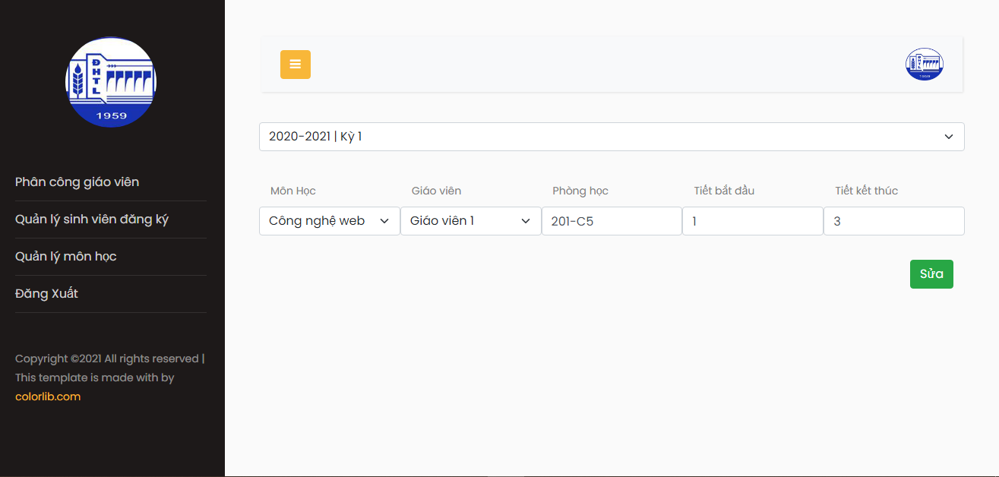 ĐHTL
1959
Phân công giáo viên
Quản lý sinh viên đăng ký
Quản lý môn học
Đăng Xuất
Copyright ©2021 All rights reserved |
This template is made with by
colorlib.com
ĐHTL
1959
2020-2021 | Kỳ 1
Môn Học Giáo viên Phòng học Tiết bắt đầu Tiết kết thúc
Công nghệ web Giáo viên 1 201-C5 1 3
Sửa